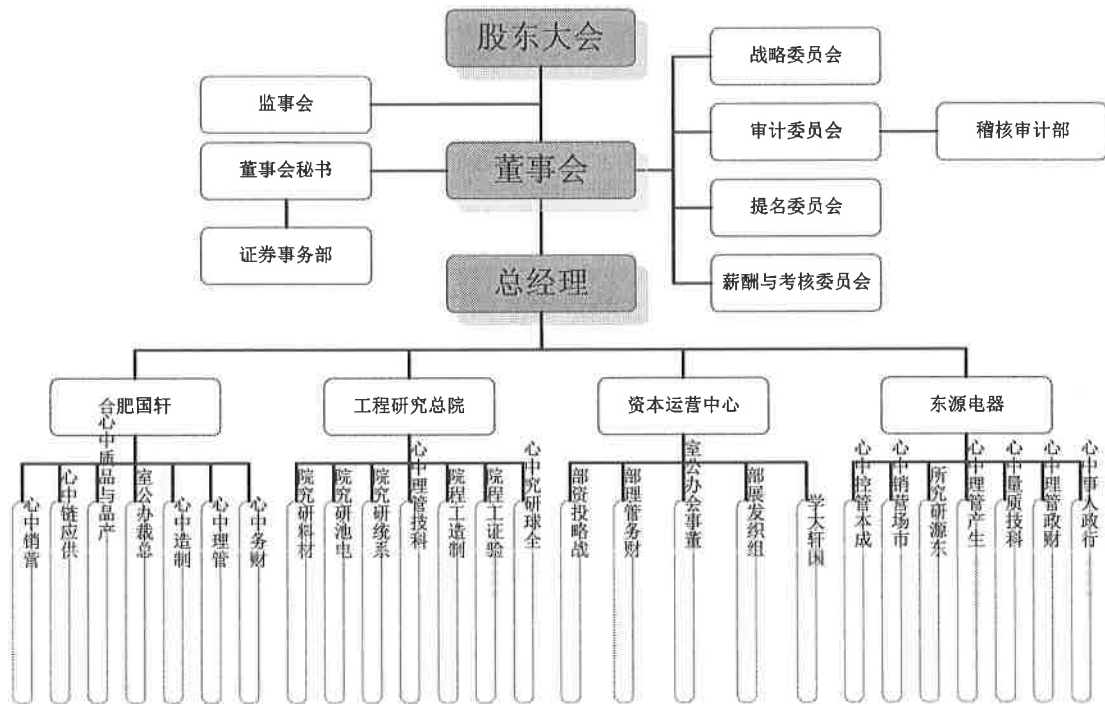 股东大会
监事会
董事会秘书
证券事务部
董事会
总经理
战略委员会
审计委员会
稽核审计部
提名委员会
薪酬与考核委员会
合肥国轩
工程研究总院
资本运营中心
东源电器
心中销营
心中链应供
心中质品与品产
室公办裁总
心中造制
心中理管
心中务财
院究研料材
院究研池电
院究研统系
心中理管技科
院程工造制
院程工证验
心中究研球全
部资投略战
部理管务财
室公办会事董
部展发织组
学大轩国
心中控管本成
心中销营场市
所究研源东
心中理管产生
心中量质技科
心中理管政财
心中事人政行